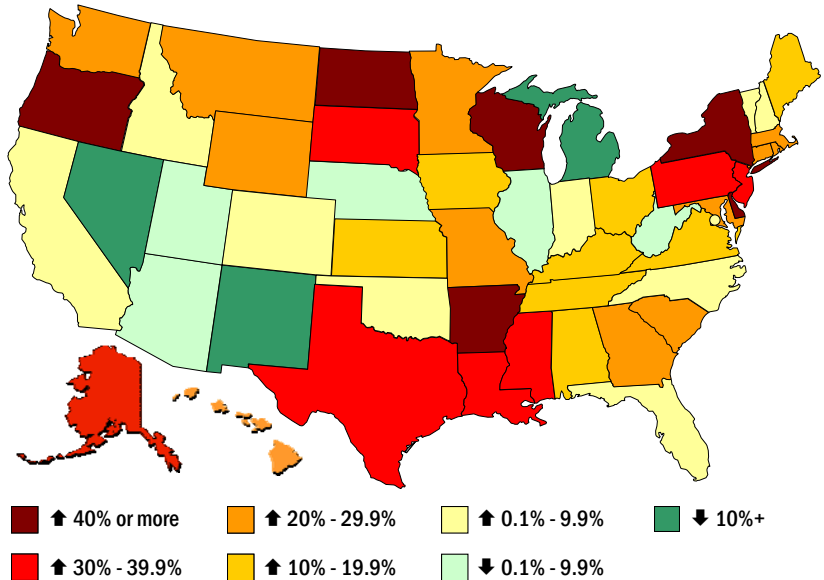 ⬆ 40% or more ⬆ 20% - 29.9% ⬆ 0.1% - 9.9% ⬇ 10%+
⬆ 30% - 39.9% ⬆ 10% - 19.9% ⬇ 0.1% - 9.9%